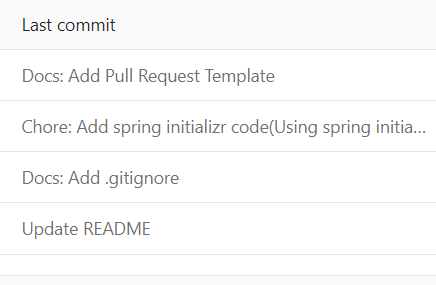 Last commit
Docs: Add Pull Request Template
Chore: Add spring initializr code(Using spring initia...
Docs: Add .gitignore
Update README